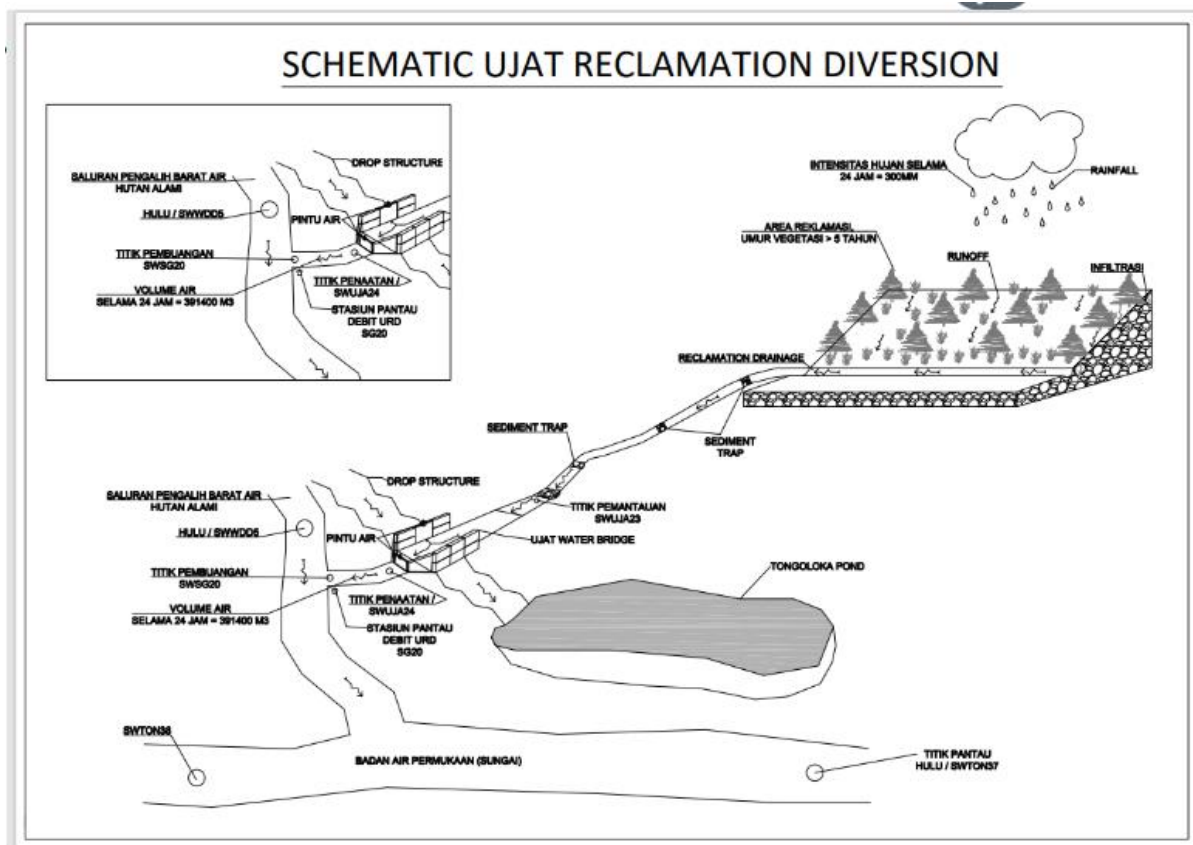 SCHEMATIC UJAT RECLAMATION DIVERSION
DROP STRUCTURE
SALURAN PENGALIH BARAT AIR
HUTAN ALAMI
HULU / SWWDD5
PINTU AIR
TITIK PEMBUANGAN
SWSG20
TITIK PENAATAN /
SWUJA24
VOLUME AIR
SELAMA 24 JAM = 391400 M3
STASIUN PANTAU
DEBIT URD
SG20
INTENSITAS HUJAN SELAMA
24 JAM = 300MM
RAINFALL
AREA REKLAMASI,
UMUR VEGETASI > 5 TAHUN
RUNOFF
INFILTRASI
RECLAMATION DRAINAGE
SEDIMENT TRAP
SEDIMENT
TRAP
DROP STRUCTURE
SALURAN PENGALIH BARAT AIR
HUTAN ALAMI
TITIK PEMANTAUAN
SWUJA23
HULU / SWWDD5
PINTU AIR
UJAT WATER BRIDGE
TONGOLOKA POND
TITIK PEMBUANGAN
SWSG20
TITIK PENAATAN /
SWUJA24
VOLUME AIR
SELAMA 24 JAM = 391400 M3
STASIUN PANTAU
DEBIT URD
SG20
SWTON36
BADAN AIR PERMUKAAN (SUNGAI)
TITIK PANTAU
HULU / SWTON37